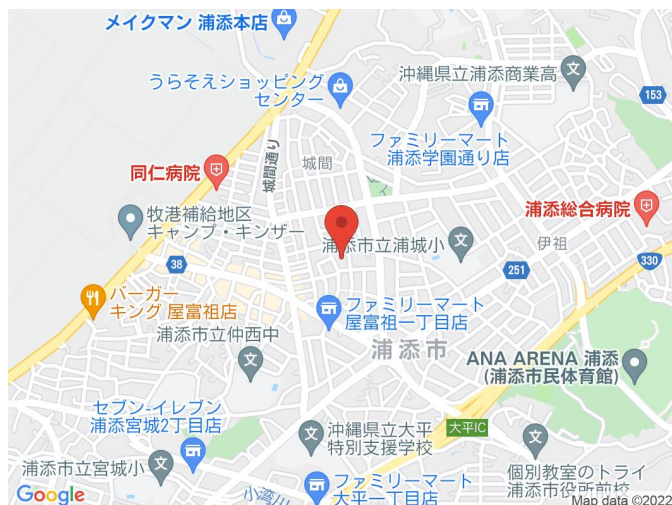 メイクマン 浦添本店
うらそえショッピング
センター
沖縄県立浦添商業高
153
ファミリーマート
浦添学園通り店
城間通り
城間
同仁病院
浦添総合病院
牧港補給地区
キャンプ・キンザー
浦添市立浦城小
伊祖
38
251
330
バーガー
キング 屋富祖店
ファミリーマート
屋富祖一丁目店
浦添市立仲西中
浦添市
ANA ARENA 浦添
(浦添市民体育館)
セブン-イレブン
浦添宮城2丁目店
沖縄県立大平
特別支援学校
大平IC
浦添市立宮城小
小湾川
ファミリーマート
大平一丁目店
個別教室のトライ
浦添市役所前校
Google
Map data ©2022